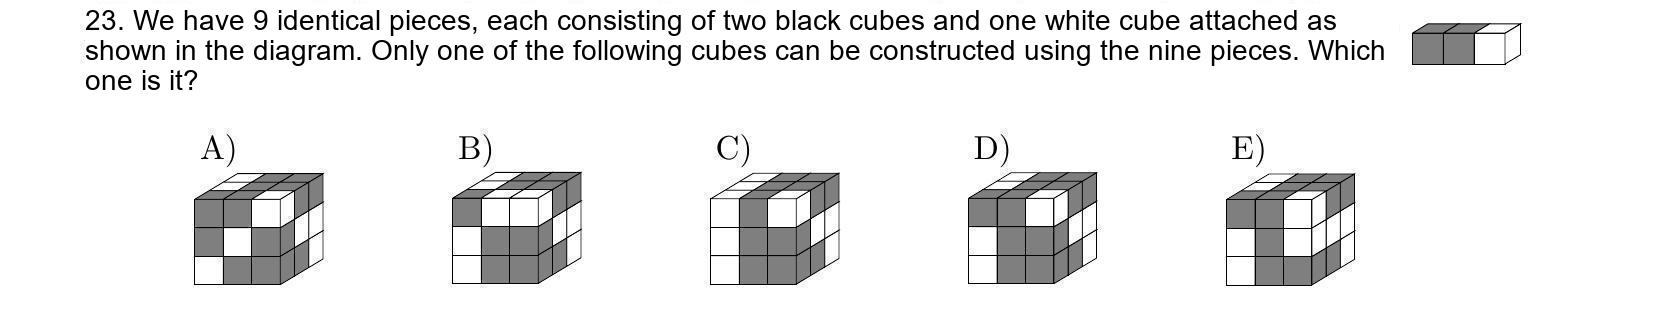 23. We have 9 identical pieces, each consisting of two black cubes and one white cube attached as
shown in the diagram. Only one of the following cubes can be constructed using the nine pieces. Which
one is it?
A) B) C) D) E)